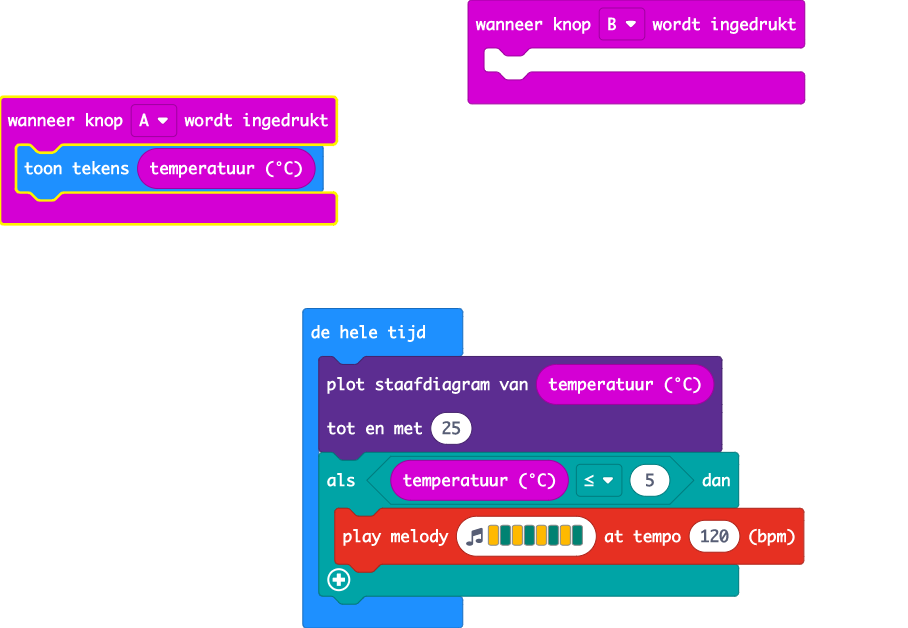 wanneer knop B wordt ingedrukt
wanneer knop A wordt ingedrukt
toon tekens temperatuur (°C)
de hele tijd
plot staafdiagram van temperatuur (°C)
tot en met 25
als temperatuur (°C) ≤ 5 dan
play melody at tempo 120 (bpm)